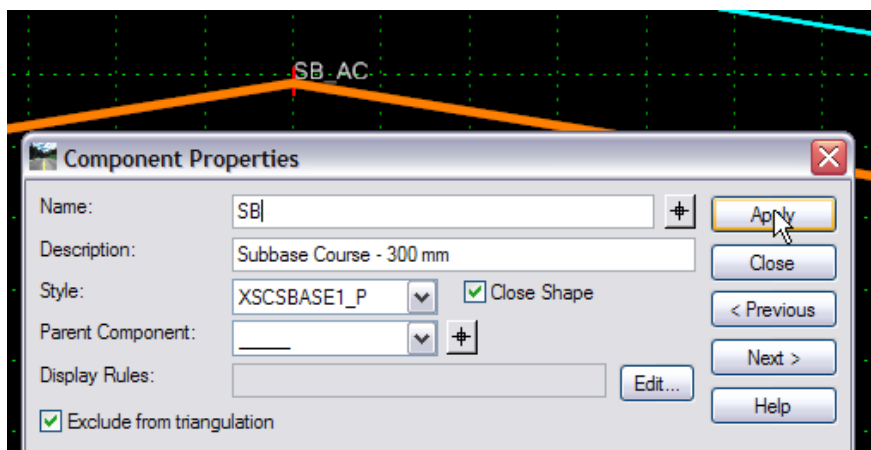 SB_AC
Component Properties
Name: SB Apply
Description: Subbase Course - 300 mm Close
Style: XSCSBASE1_P Close Shape < Previous
Parent Component: _____ Next >
Display Rules: Edit... Help
Exclude from triangulation